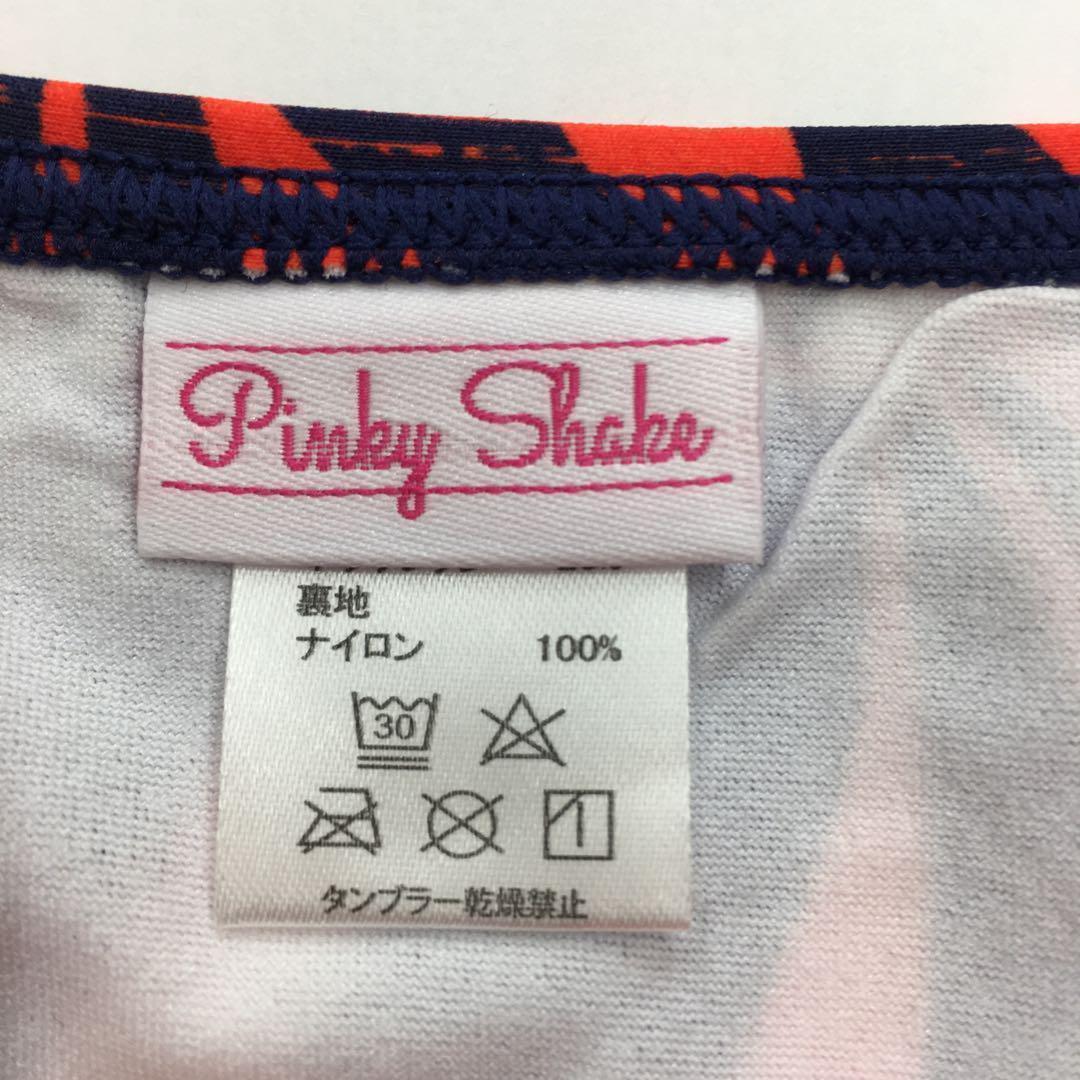 Pinky Shake
裏地
ナイロン 100%
30
タンブラー乾燥禁止